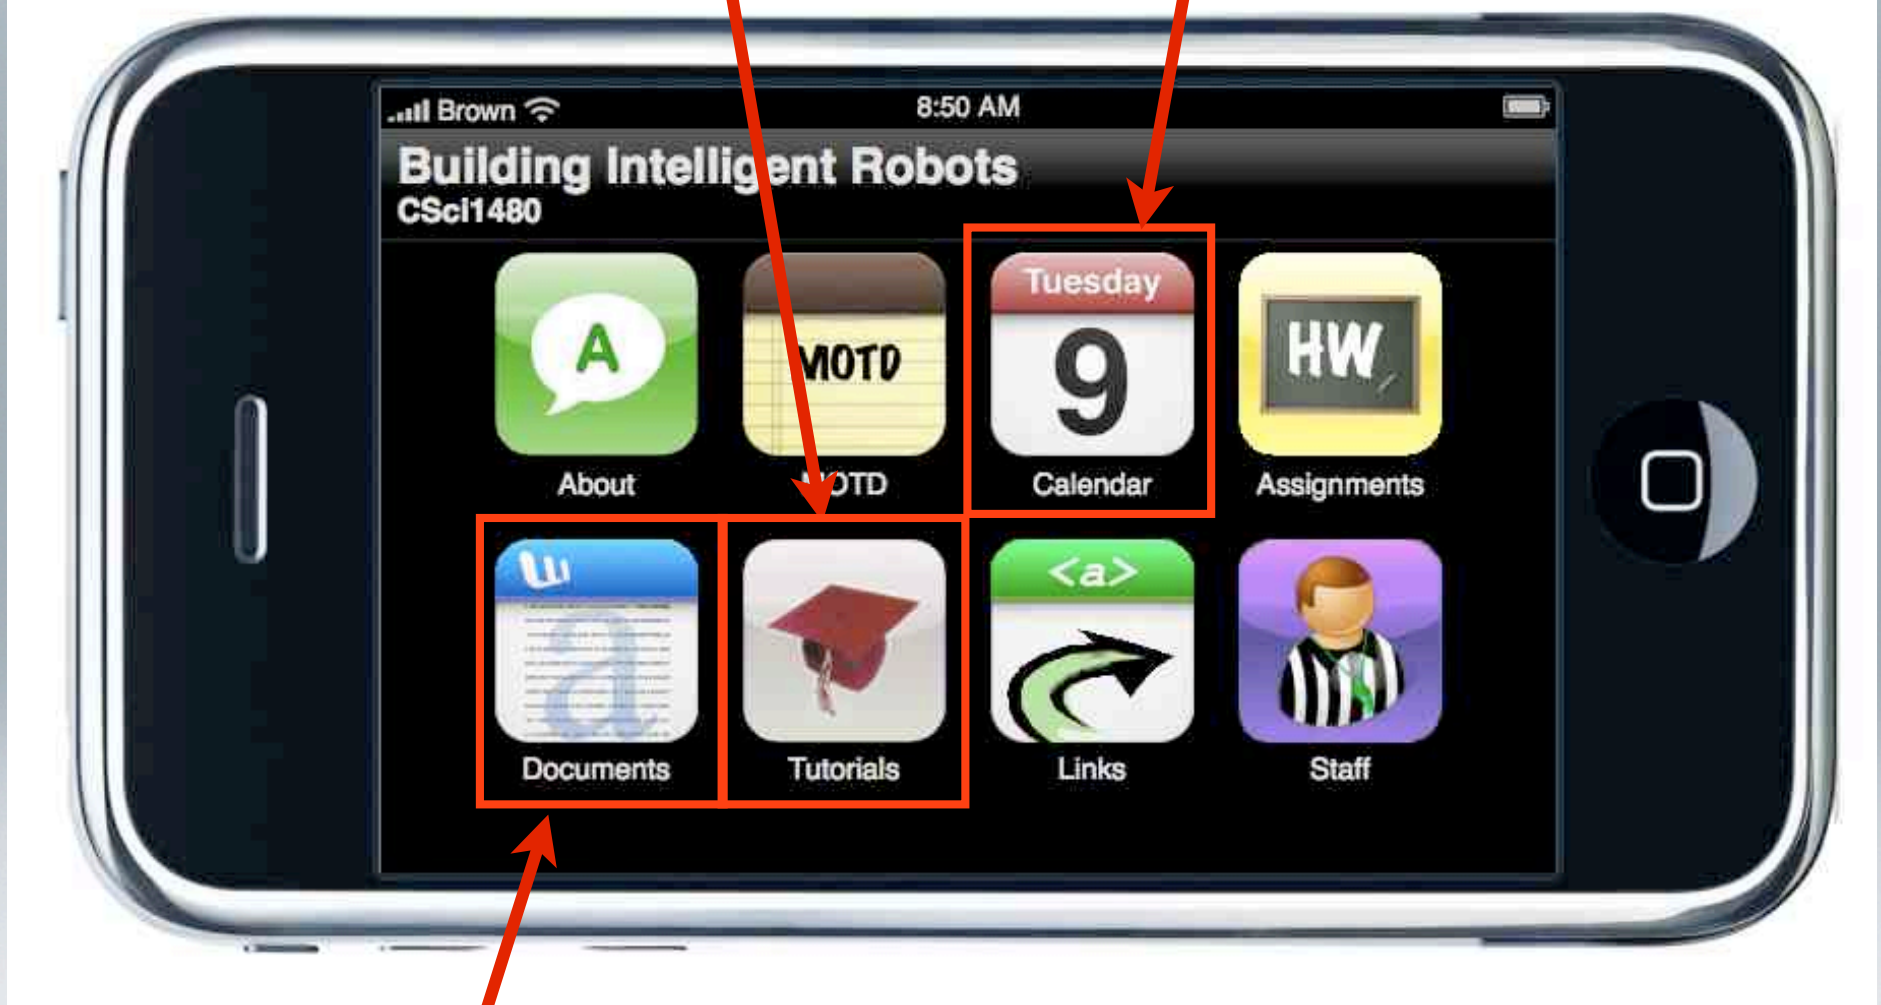 Brown
8:50 AM
Building Intelligent Robots
CSci1480
A
MOTD
Tuesday
9
HW
About
MOTD
Calendar
Assignments
W
a
<a>
Documents
Tutorials
Links
Staff